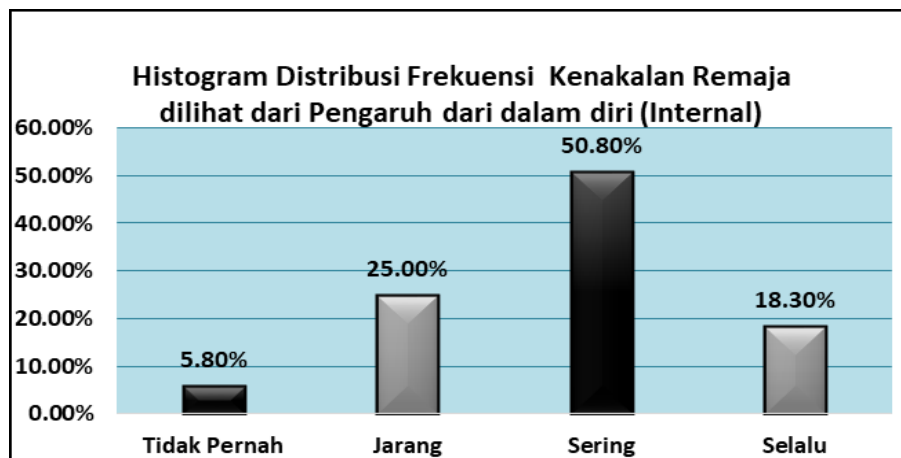 Histogram Distribusi Frekuensi Kenakalan Remaja
dilihat dari Pengaruh dari dalam diri (Internal)
60.00%
50.00%
40.00%
30.00%
20.00%
10.00%
0.00%
5.80%
25.00%
50.80%
18.30%
Tidak Pernah
Jarang
Sering
Selalu